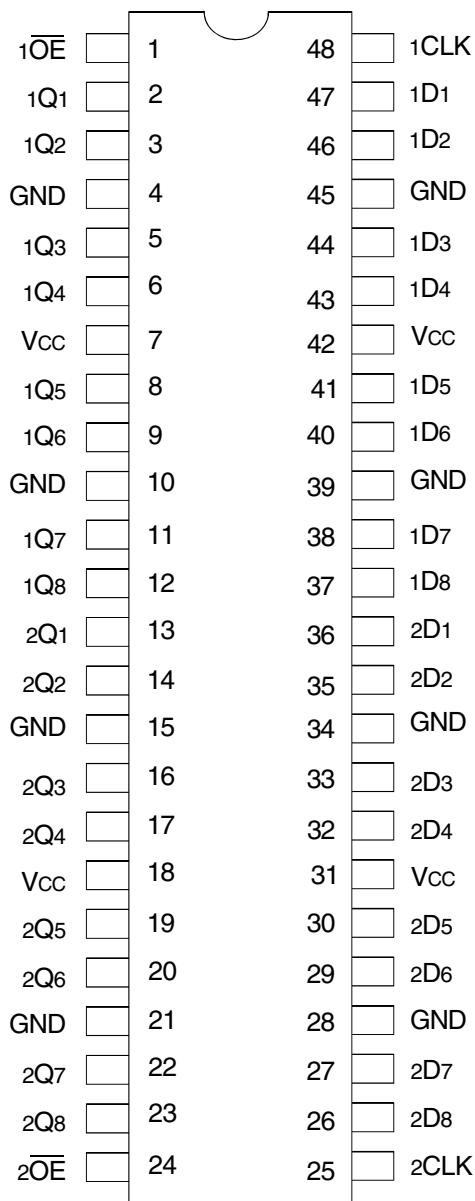 1O̅E̅ 1 48 1CLK
1Q1 2 47 1D1
1Q2 3 46 1D2
GND 4 45 GND
1Q3 5 44 1D3
1Q4 6 43 1D4
VCC 7 42 VCC
1Q5 8 41 1D5
1Q6 9 40 1D6
GND 10 39 GND
1Q7 11 38 1D7
1Q8 12 37 1D8
2Q1 13 36 2D1
2Q2 14 35 2D2
GND 15 34 GND
2Q3 16 33 2D3
2Q4 17 32 2D4
VCC 18 31 VCC
2Q5 19 30 2D5
2Q6 20 29 2D6
GND 21 28 GND
2Q7 22 27 2D7
2Q8 23 26 2D8
2O̅E̅ 24 25 2CLK